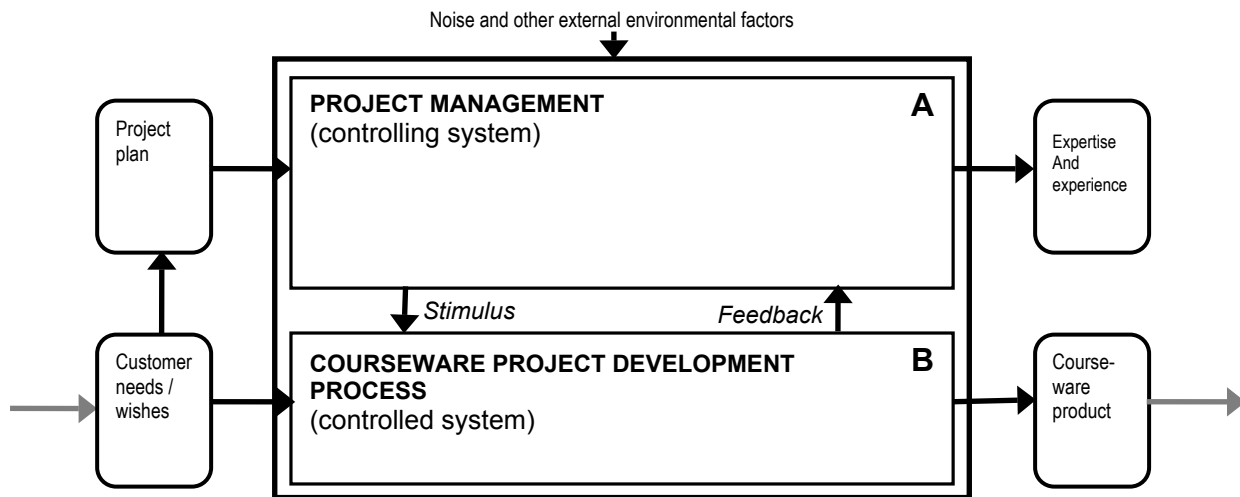 Noise and other external environmental factors
PROJECT MANAGEMENT
A
(controlling system)
Project
plan
Expertise
And
experience
Stimulus
Feedback
Customer
needs /
wishes
COURSEWARE PROJECT DEVELOPMENT
B
PROCESS
(controlled system)
Course-
ware
product